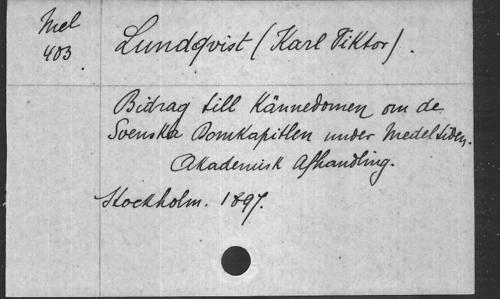 Mel
403
Lundqvist (Karl Viktor).
Bidrag till Kännedomen om de
Svenska Domkapitlen under Medeltiden.
Akademisk Afhandling.
Stockholm. 1897.